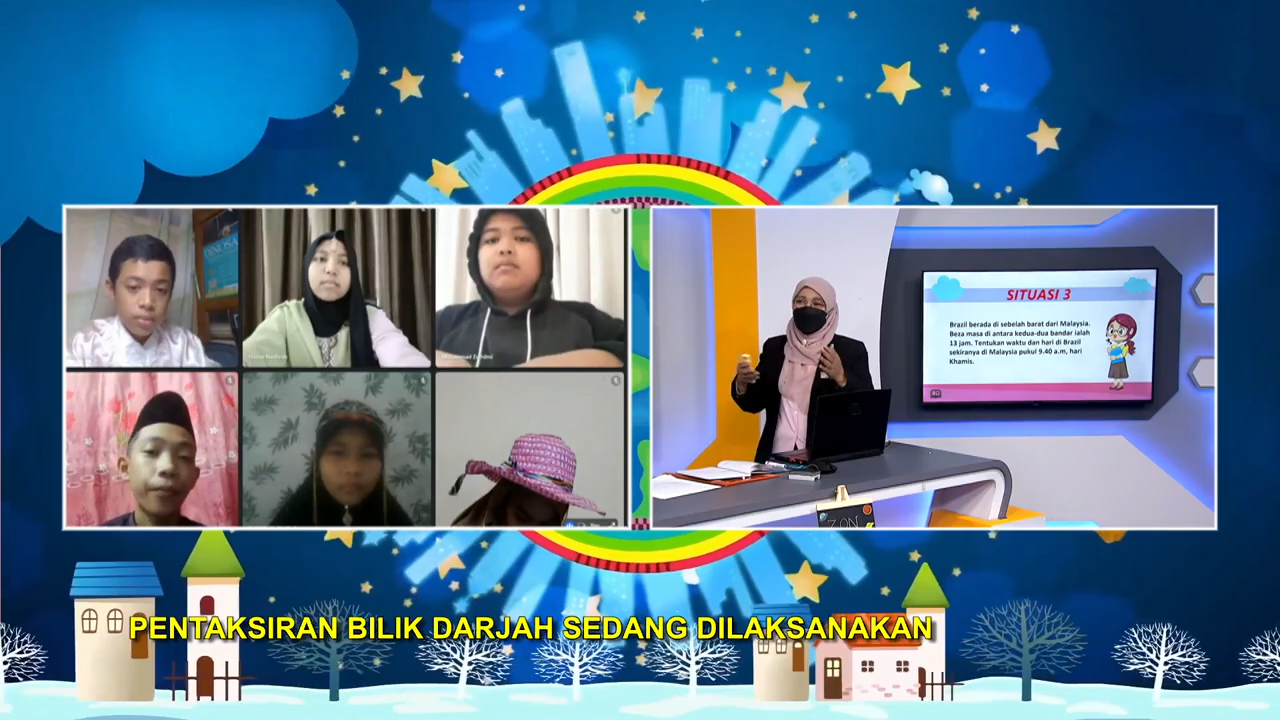 DINOSA
SITUASI 3
Brazil berada di sebelah barat dari Malaysia.
Beza masa di antara kedua-dua bandar ialah
13 jam. Tentukan waktu dan hari di Brazil
sekiranya di Malaysia pukul 9.40 a.m, hari
Khamis.
ZON
PENTAKSIRAN BILIK DARJAH SEDANG DILAKSANAKAN